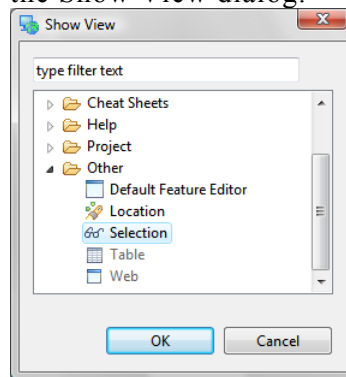 the Show View dialog.
Show View
type filter text
Cheat Sheets
Help
Project
Other
Default Feature Editor
Location
Selection
Table
Web
OK Cancel